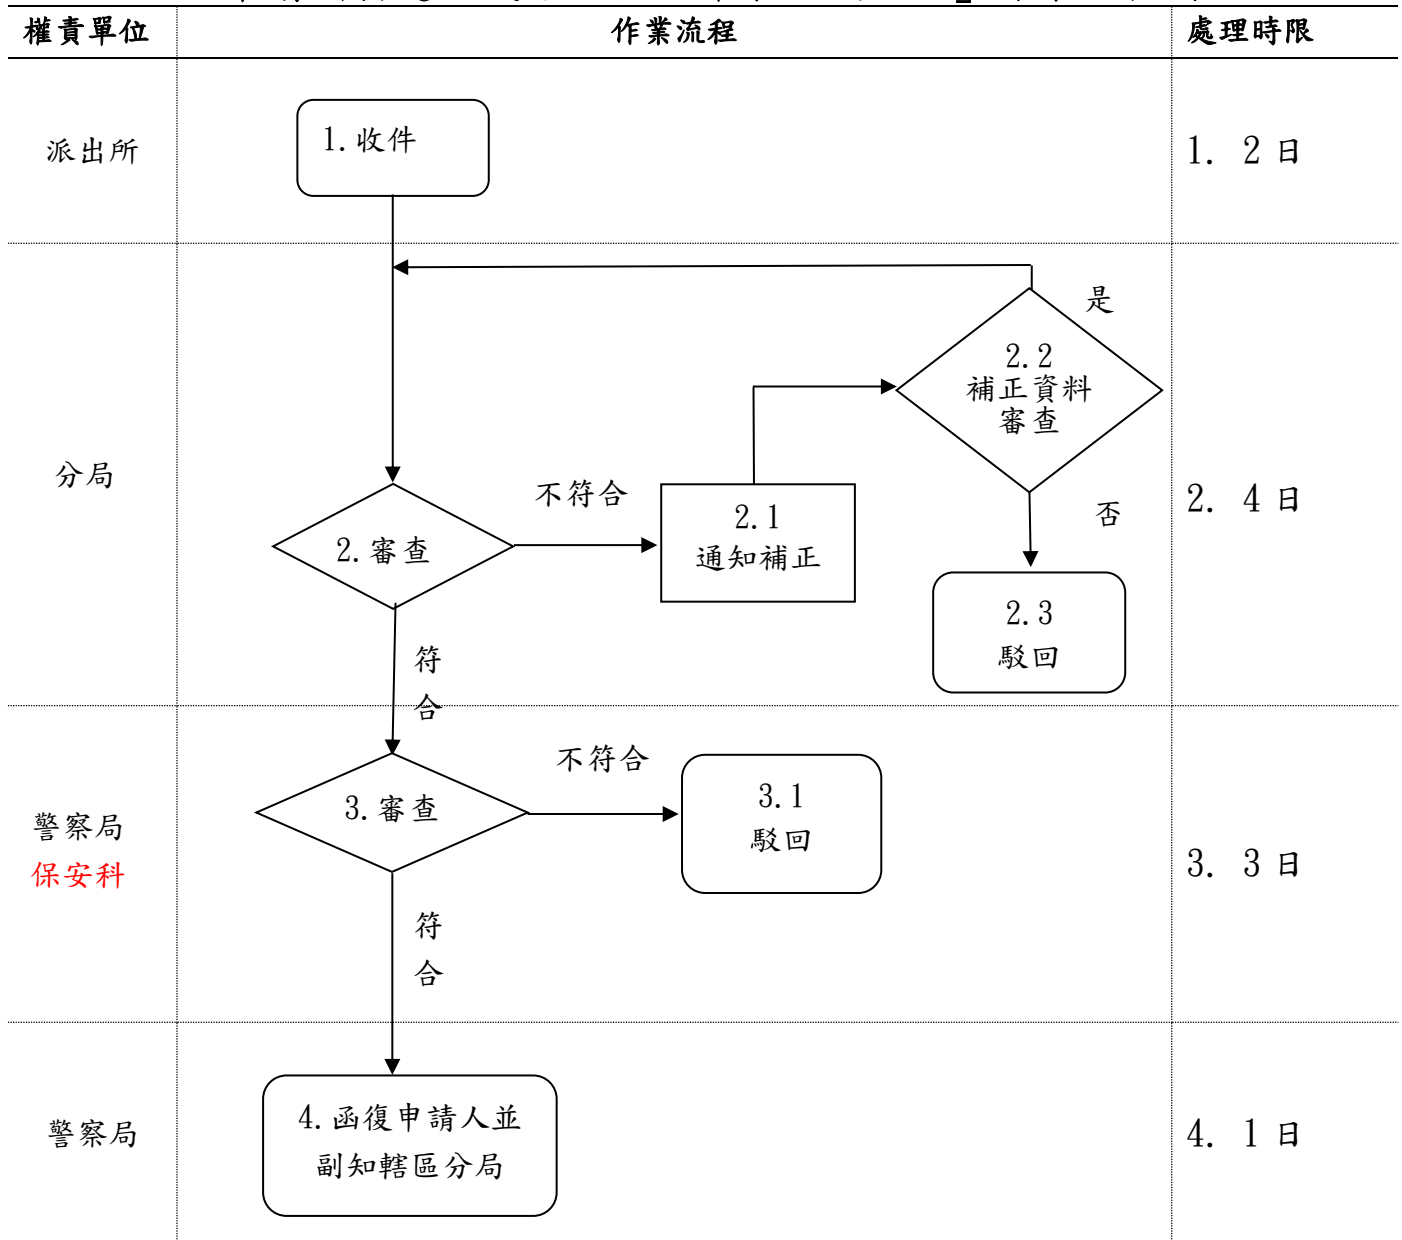 權責單位
作業流程
處理時限
派出所
1.收件
1. 2日
分局
是
2.2
補正資料
審查
不符合
2.1
通知補正
否
2. 4日
2.審查
2.3
駁回
符
合
警察局
保安科
不符合
3.1
駁回
3.審查
3. 3日
符
合
警察局
4.函復申請人並
副知轄區分局
4. 1日